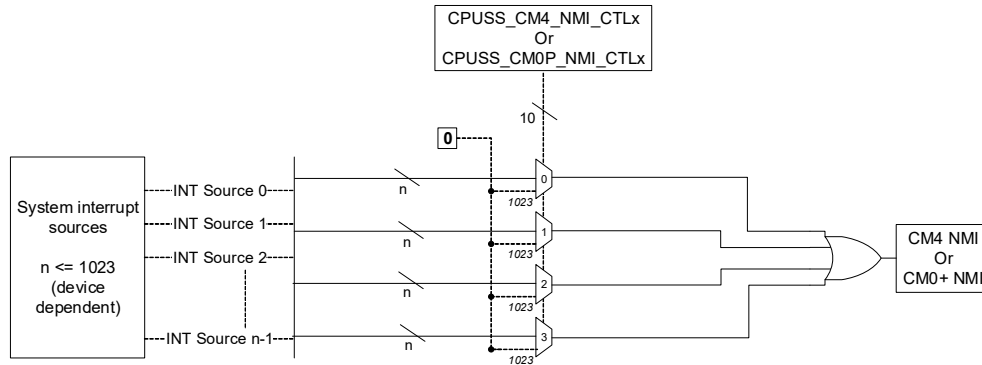 CPUSS_CM4_NMI_CTLx
Or
CPUSS_CM0P_NMI_CTLx
10
0
System interrupt
sources
n <= 1023
(device
dependent)
INT Source 0
INT Source 1
INT Source 2
INT Source n-1
n
0
1023
n
1
1023
n
2
1023
n
3
1023
CM4 NMI
Or
CM0+ NMI